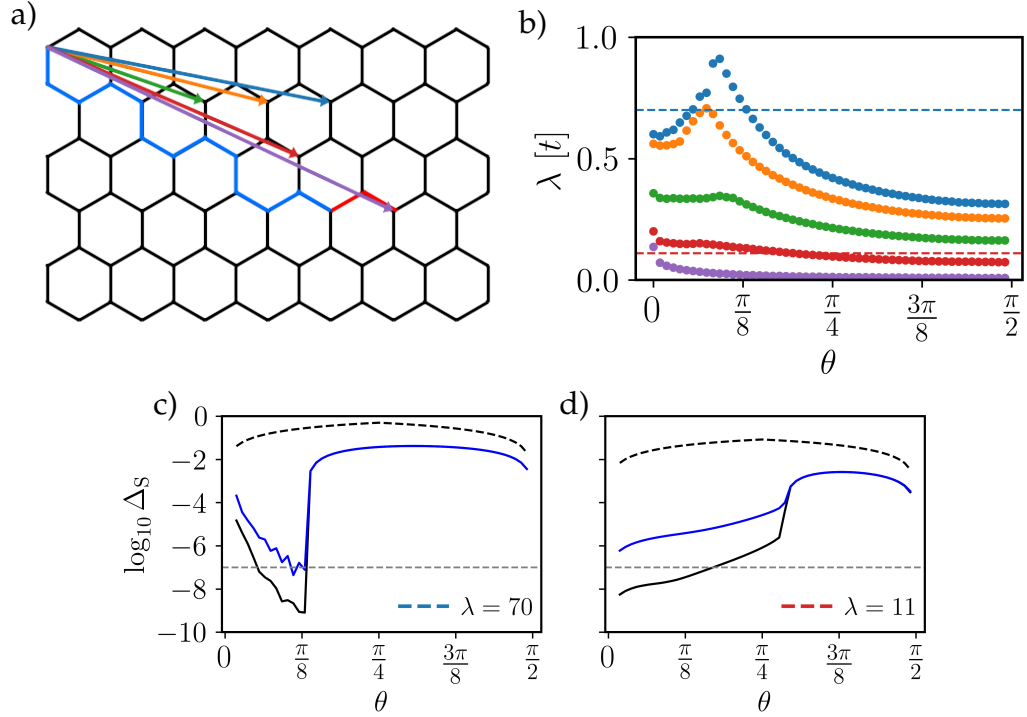 a)
b)
1.0
0.5
0.0
λ [t]
0
π/8
π/4
3π/8
π/2
θ
c)
0
−2
−4
−6
−8
−10
log₁₀ Δ_S
λ = 70
0
π/8
π/4
3π/8
π/2
θ
d)
λ = 11
0
π/8
π/4
3π/8
π/2
θ